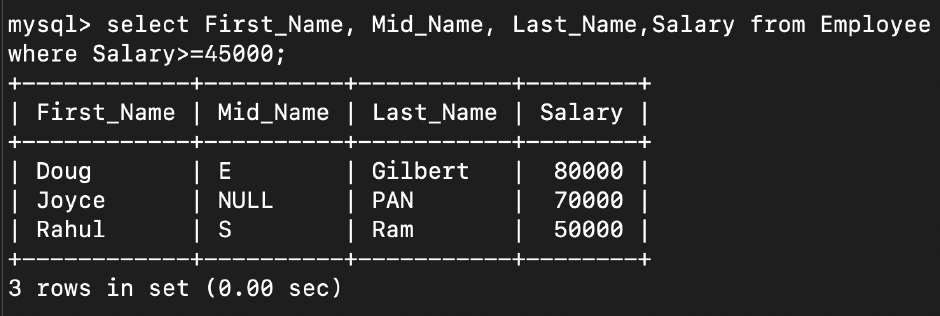 mysql> select First_Name, Mid_Name, Last_Name,Salary from Employee
where Salary>=45000;
+------------+----------+-----------+--------+
| First_Name | Mid_Name | Last_Name | Salary |
+------------+----------+-----------+--------+
| Doug       | E        | Gilbert   |  80000 |
| Joyce      | NULL     | PAN       |  70000 |
| Rahul      | S        | Ram       |  50000 |
+------------+----------+-----------+--------+
3 rows in set (0.00 sec)